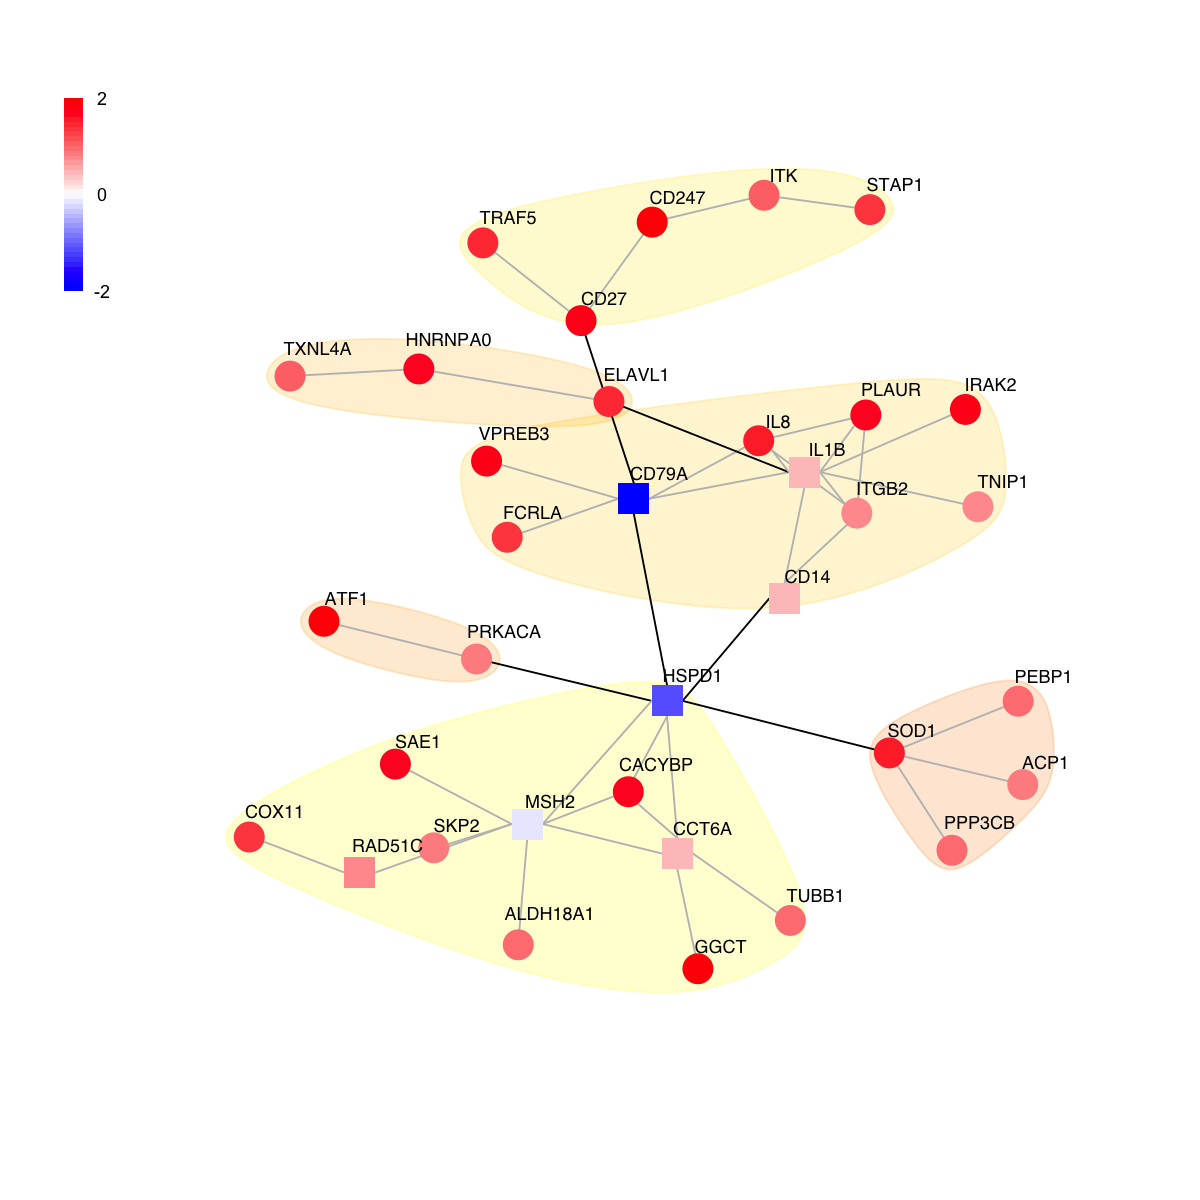 2
0
-2
ITK
STAP1
CD247
TRAF5
CD27
HNRNPA0
TXNL4A
ELAVL1
IRAK2
PLAUR
IL8
VPREB3
IL1B
CD79A
TNIP1
ITGB2
FCRLA
CD14
ATF1
PRKACA
HSPD1
PEBP1
SOD1
SAE1
ACP1
CACYBP
MSH2
COX11
PPP3CB
SKP2
CCT6A
RAD51C
TUBB1
ALDH18A1
GGCT